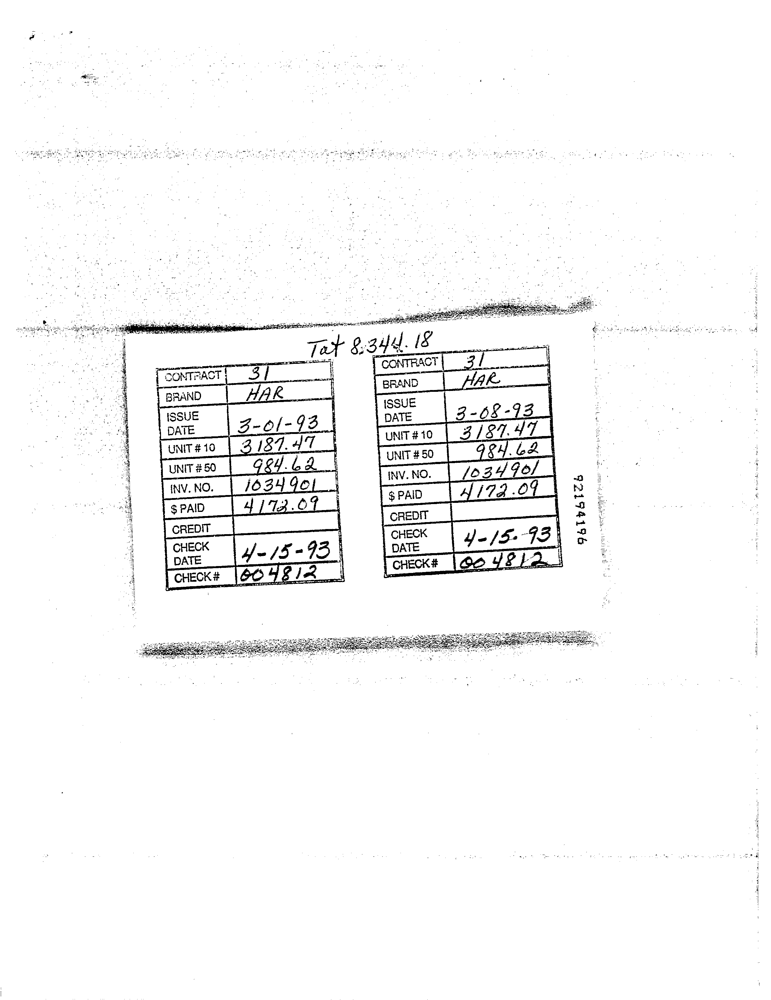 Tot 8,344.18
CONTRACT 31
BRAND HAR
ISSUE DATE 3-01-93
UNIT # 10 3187.47
UNIT # 50 984.62
INV. NO. 1034901
$ PAID 4172.09
CREDIT
CHECK DATE 4-15-93
CHECK # 004812
CONTRACT 31
BRAND HAR
ISSUE DATE 3-08-93
UNIT # 10 3187.47
UNIT # 50 984.62
INV. NO. 1034901
$ PAID 4172.09
CREDIT
CHECK DATE 4-15-93
CHECK # 004812
92194196